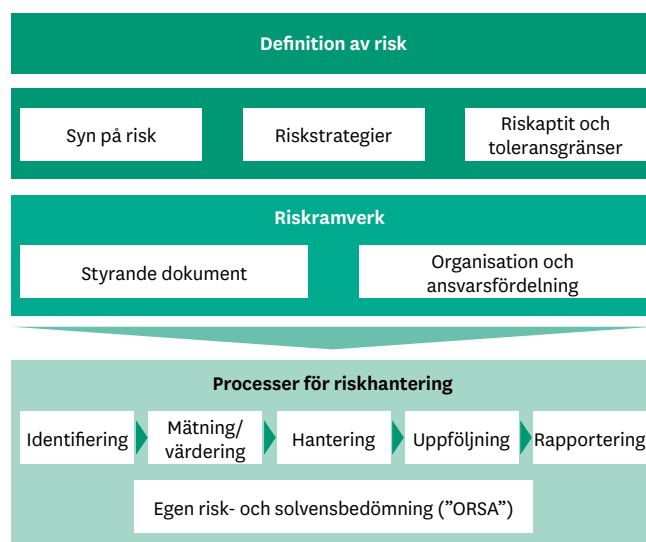 Definition av risk
Syn på risk
Riskstrategier
Riskaptit och
toleransgränser
Riskramverk
Styrande dokument
Organisation och
ansvarsfördelning
Processer för riskhantering
Identifiering
Mätning/
värdering
Hantering
Uppföljning
Rapportering
Egen risk- och solvensbedömning (”ORSA”)